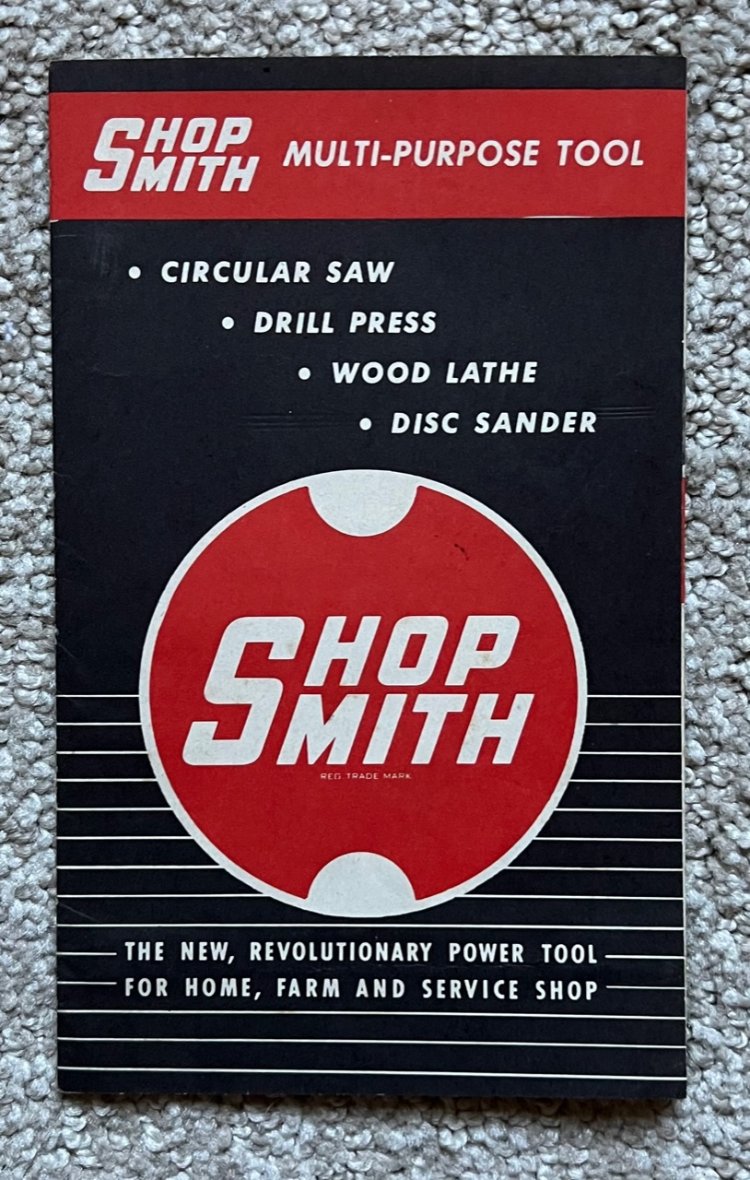 SHOP SMITH MULTI-PURPOSE TOOL
• CIRCULAR SAW
• DRILL PRESS
• WOOD LATHE
• DISC SANDER
SHOP
SMITH
REG. TRADE MARK
THE NEW, REVOLUTIONARY POWER TOOL
FOR HOME, FARM AND SERVICE SHOP